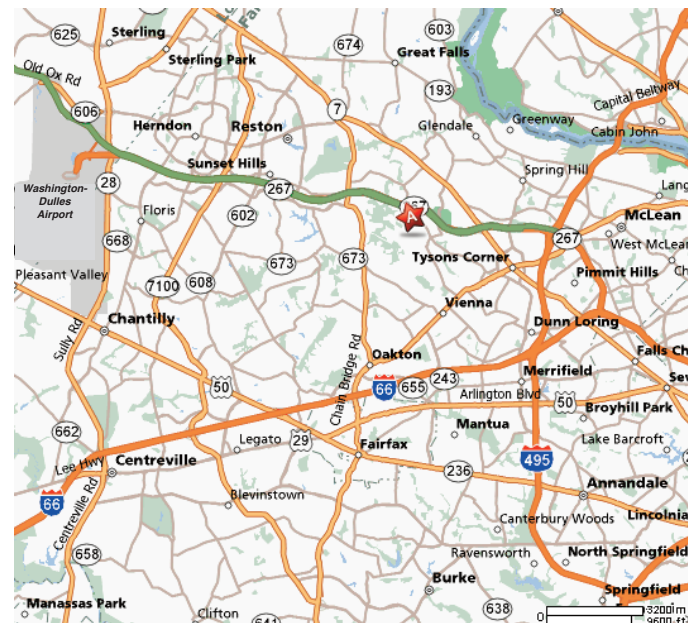 625
Sterling
Sterling Park
674
603
Great Falls
193
Old Ox Rd
606
7
Capital Beltway
Herndon
Reston
Glendale
Greenway
Cabin John
Sunset Hills
Spring Hill
Washington-
Dulles
Airport
28
267
Lang
Floris
602
A
McLean
668
267
West McLea
673
673
Tysons Corner
Pleasant Valley
7100
608
Pimmit Hills
Vienna
Chantilly
Dunn Loring
Sully Rd
Chain Bridge Rd
Oakton
Falls Ch
50
66
655
243
Merrifield
Sev
Arlington Blvd
50
Broyhill Park
662
Legato
29
Mantua
Lake Barcroft
Fairfax
Lee Hwy
Centreville
236
495
Annandale
66
Centreville Rd
Blevinstown
Lincolnia
Canterbury Woods
658
Ravensworth
North Springfield
Burke
Springfield
Manassas Park
Clifton
641
638
0
3200 m
9600 ft